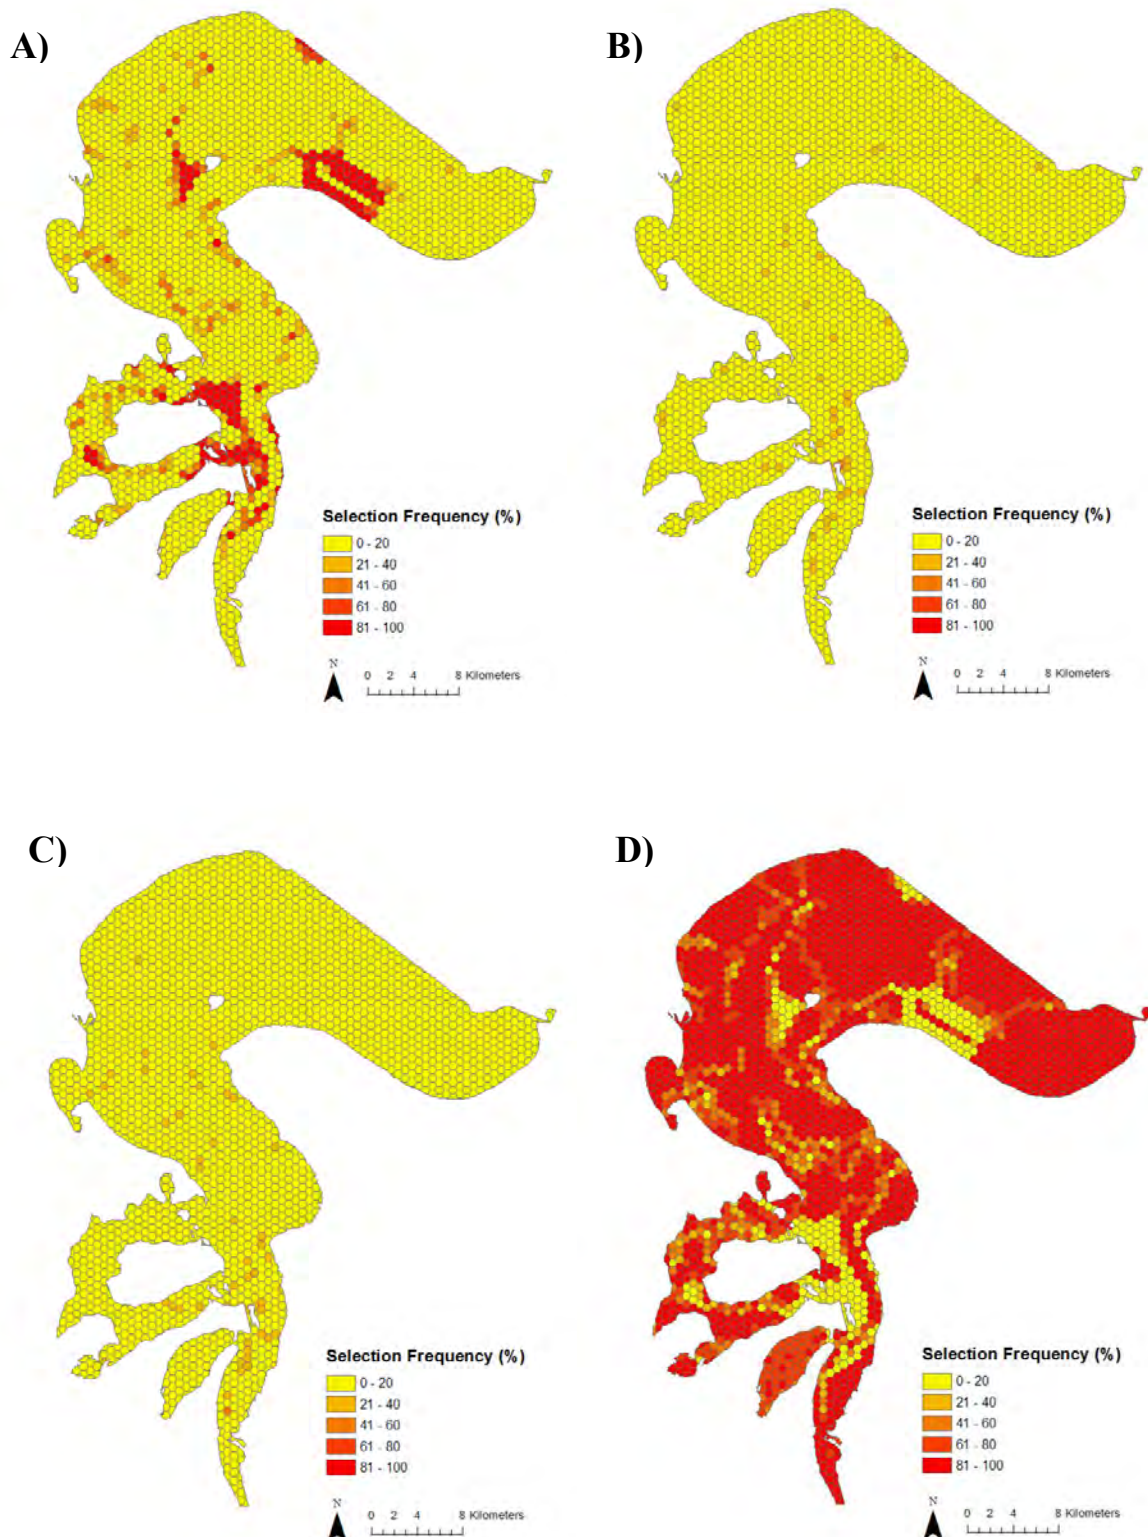 A)
Selection Frequency (%)
0 - 20
21 - 40
41 - 60
61 - 80
81 - 100
N
0 2 4 8 Kilometers
B)
Selection Frequency (%)
0 - 20
21 - 40
41 - 60
61 - 80
81 - 100
N
0 2 4 8 Kilometers
C)
Selection Frequency (%)
0 - 20
21 - 40
41 - 60
61 - 80
81 - 100
N
0 2 4 8 Kilometers
D)
Selection Frequency (%)
0 - 20
21 - 40
41 - 60
61 - 80
81 - 100
N
0 2 4 8 Kilometers